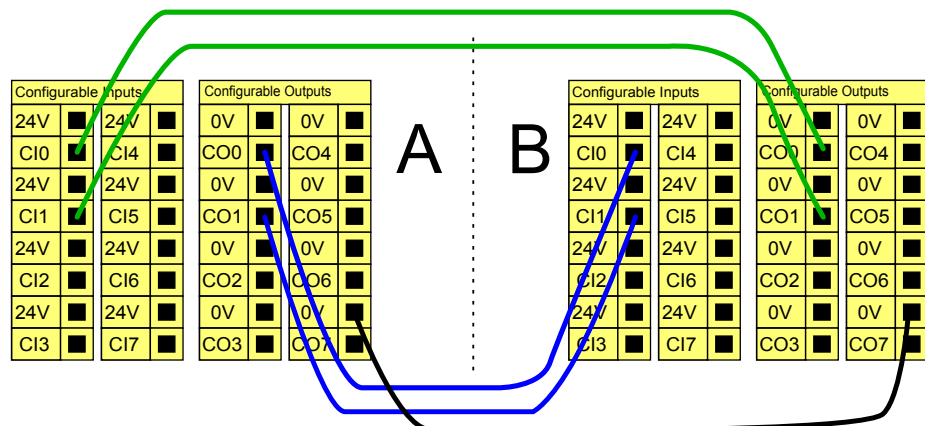 Configurable Inputs Configurable Outputs A B Configurable Inputs Configurable Outputs
24V 24V 0V 0V 24V 24V 0V 0V
CI0 CI4 CO0 CO4 CI0 CI4 CO0 CO4
24V 24V 0V 0V 24V 24V 0V 0V
CI1 CI5 CO1 CO5 CI1 CI5 CO1 CO5
24V 24V 0V 0V 24V 24V 0V 0V
CI2 CI6 CO2 CO6 CI2 CI6 CO2 CO6
24V 24V 0V 0V 24V 24V 0V 0V
CI3 CI7 CO3 CO7 CI3 CI7 CO3 CO7